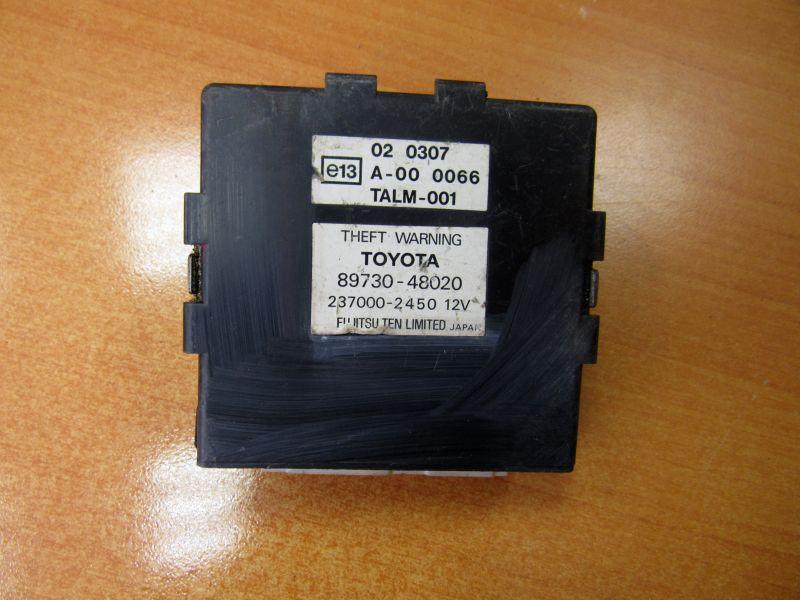 02 0307
e13 A-00 0066
TALM-001
THEFT WARNING
TOYOTA
89730-48020
237000-2450 12V
FUJITSU TEN LIMITED JAPAN